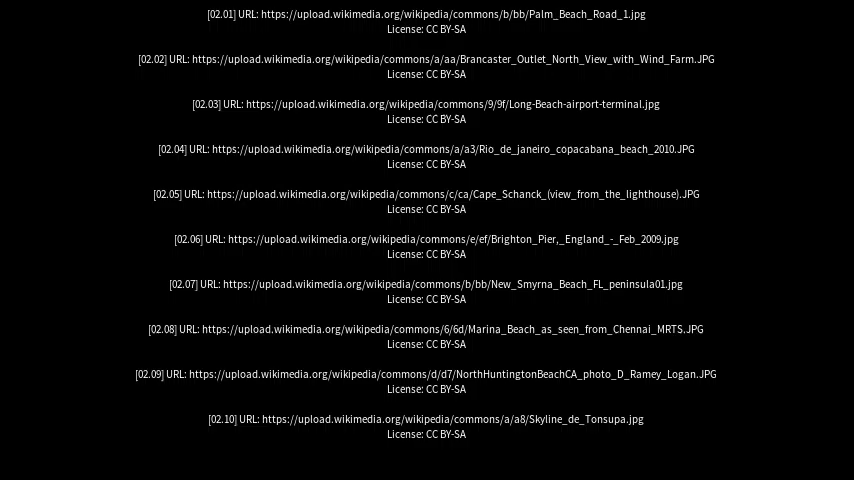 [02.01] URL: https://upload.wikimedia.org/wikipedia/commons/b/bb/Palm_Beach_Road_1.jpg
License: CC BY-SA
[02.02] URL: https://upload.wikimedia.org/wikipedia/commons/a/aa/Brancaster_Outlet_North_View_with_Wind_Farm.JPG
License: CC BY-SA
[02.03] URL: https://upload.wikimedia.org/wikipedia/commons/9/9f/Long-Beach-airport-terminal.jpg
License: CC BY-SA
[02.04] URL: https://upload.wikimedia.org/wikipedia/commons/a/a3/Rio_de_janeiro_copacabana_beach_2010.JPG
License: CC BY-SA
[02.05] URL: https://upload.wikimedia.org/wikipedia/commons/c/ca/Cape_Schanck_(view_from_the_lighthouse).JPG
License: CC BY-SA
[02.06] URL: https://upload.wikimedia.org/wikipedia/commons/e/ef/Brighton_Pier,_England_-_Feb_2009.jpg
License: CC BY-SA
[02.07] URL: https://upload.wikimedia.org/wikipedia/commons/b/bb/New_Smyrna_Beach_FL_peninsula01.jpg
License: CC BY-SA
[02.08] URL: https://upload.wikimedia.org/wikipedia/commons/6/6d/Marina_Beach_as_seen_from_Chennai_MRTS.JPG
License: CC BY-SA
[02.09] URL: https://upload.wikimedia.org/wikipedia/commons/d/d7/NorthHuntingtonBeachCA_photo_D_Ramey_Logan.JPG
License: CC BY-SA
[02.10] URL: https://upload.wikimedia.org/wikipedia/commons/a/a8/Skyline_de_Tonsupa.jpg
License: CC BY-SA